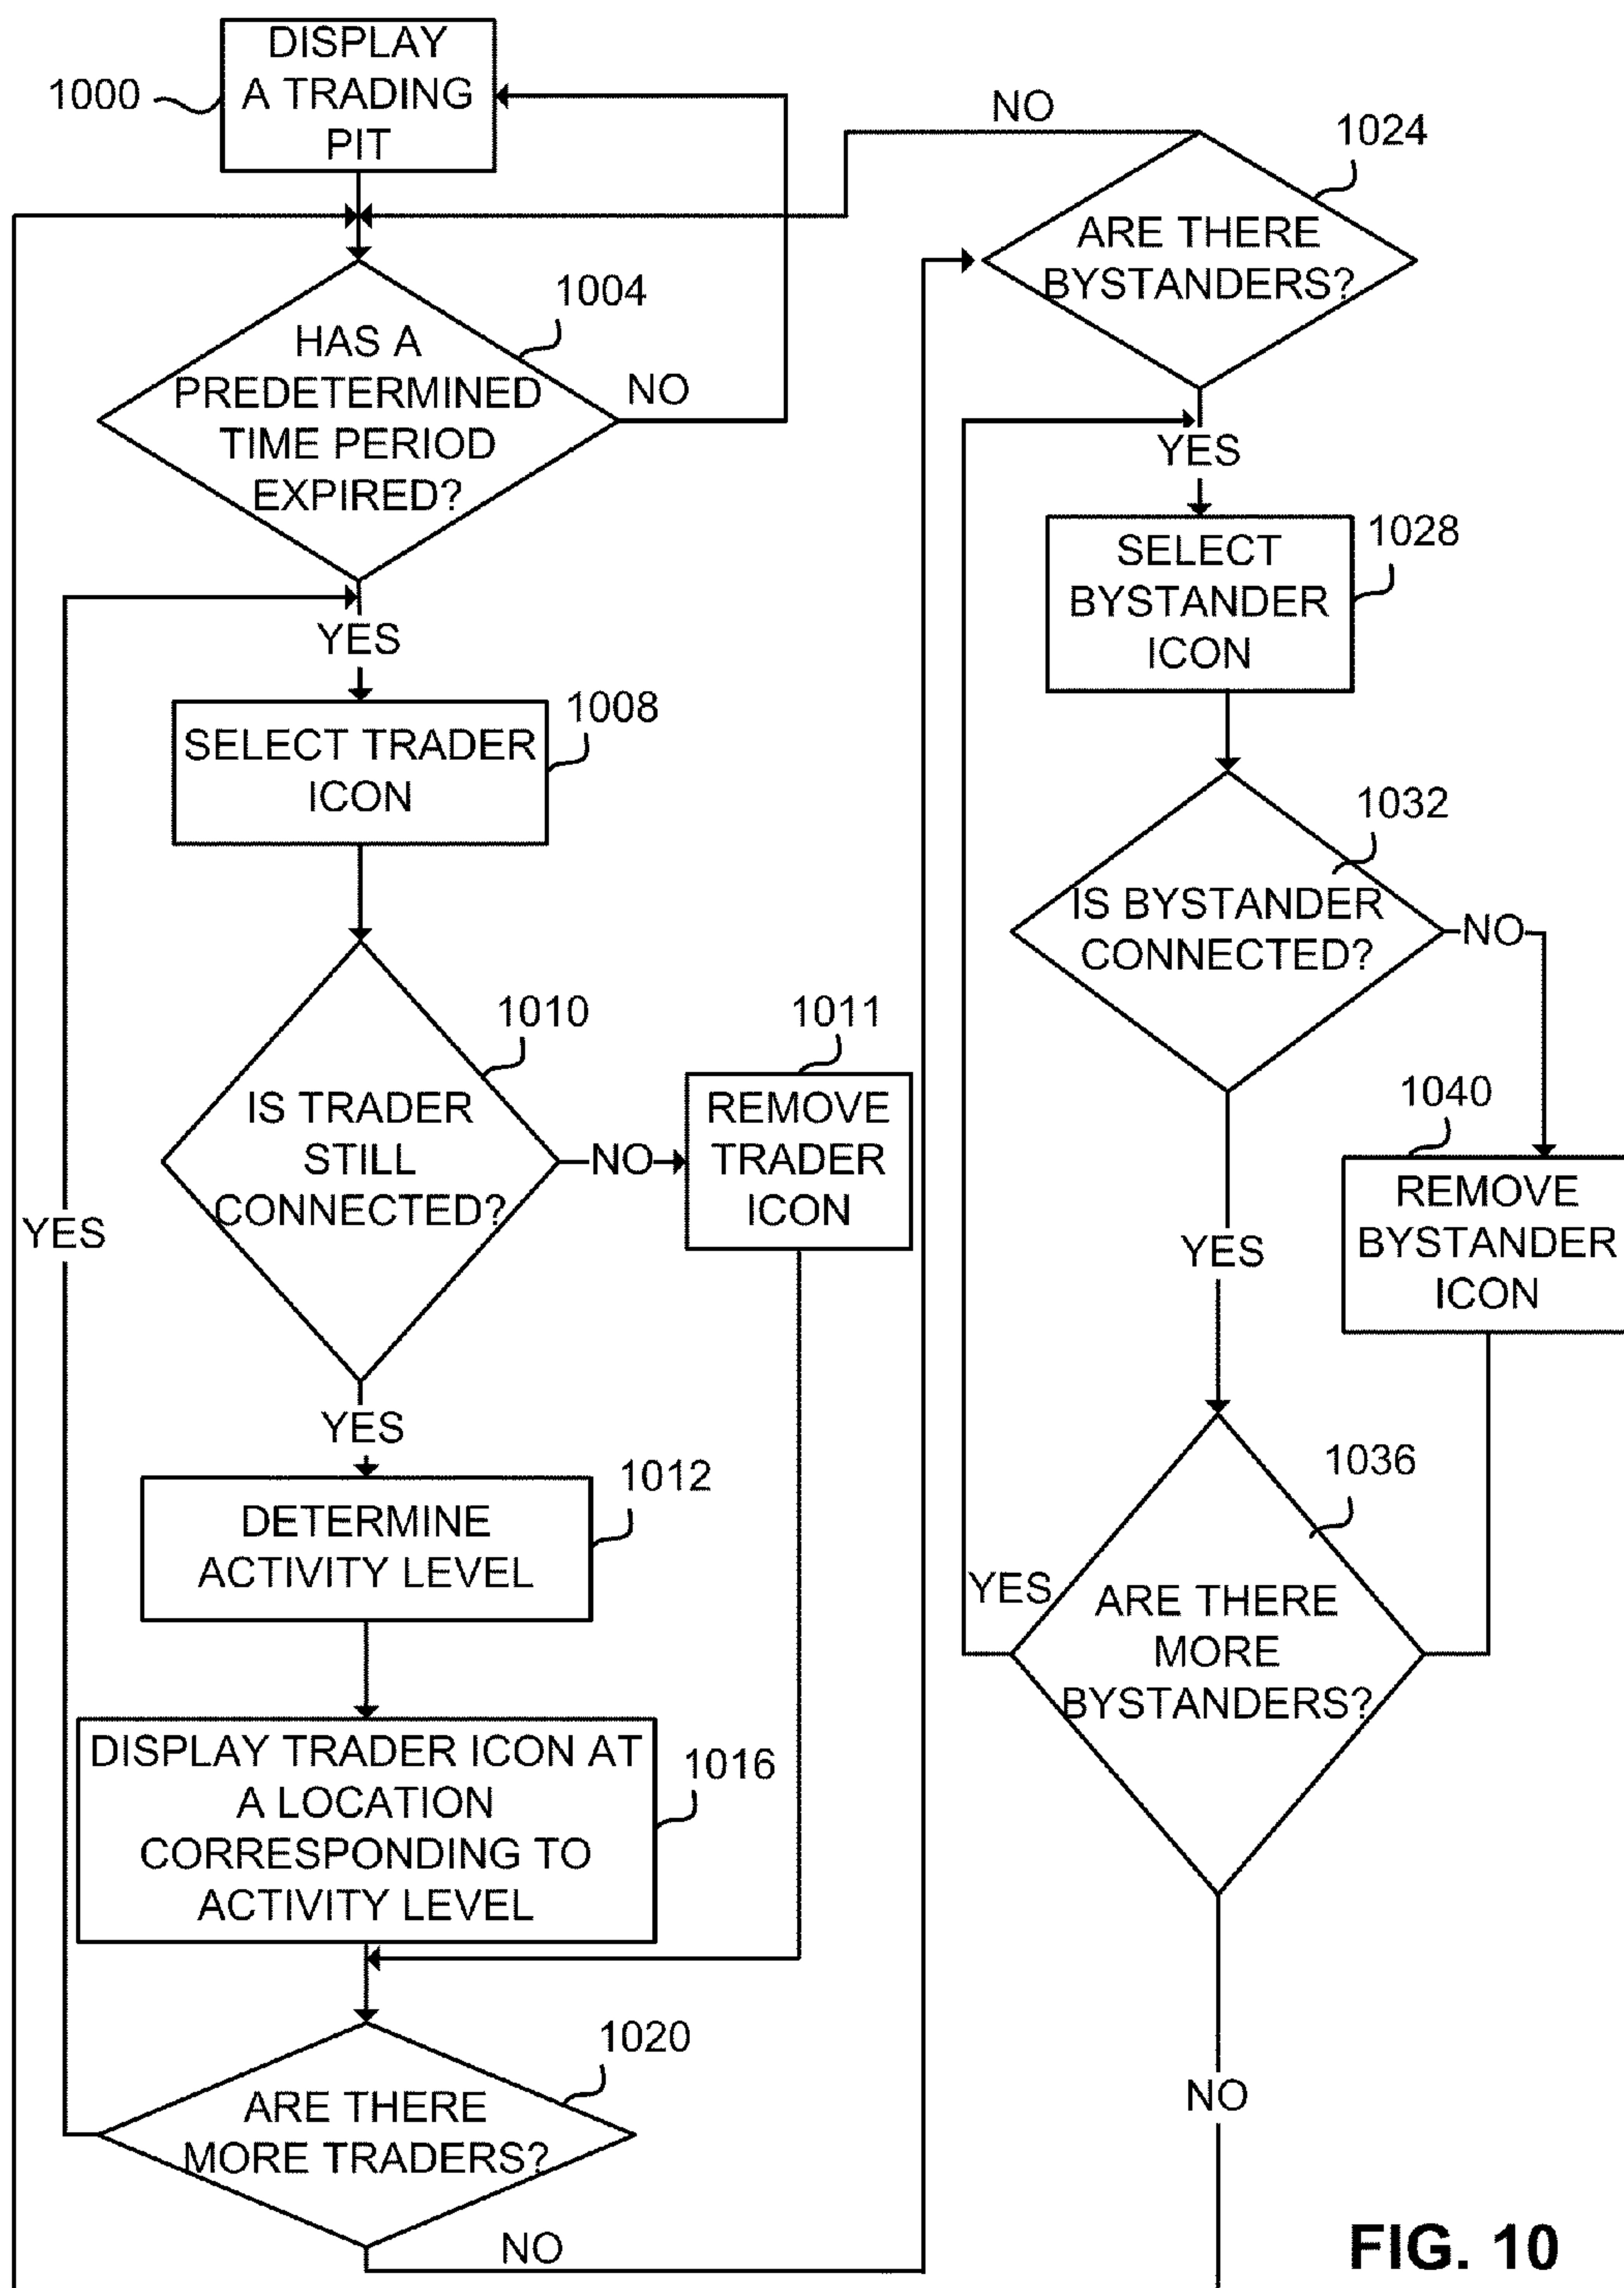 DISPLAY
A TRADING
PIT
1000
HAS A
PREDETERMINED
TIME PERIOD
EXPIRED?
1004
NO
YES
SELECT TRADER
ICON
1008
IS TRADER
STILL
CONNECTED?
1010
NO
REMOVE
TRADER
ICON
1011
YES
YES
DETERMINE
ACTIVITY LEVEL
1012
DISPLAY TRADER ICON AT
A LOCATION
CORRESPONDING TO
ACTIVITY LEVEL
1016
ARE THERE
MORE TRADERS?
1020
NO
NO
ARE THERE
BYSTANDERS?
1024
YES
SELECT
BYSTANDER
ICON
1028
IS BYSTANDER
CONNECTED?
1032
NO
1040
REMOVE
BYSTANDER
ICON
YES
ARE THERE
MORE
BYSTANDERS?
1036
YES
NO
FIG. 10